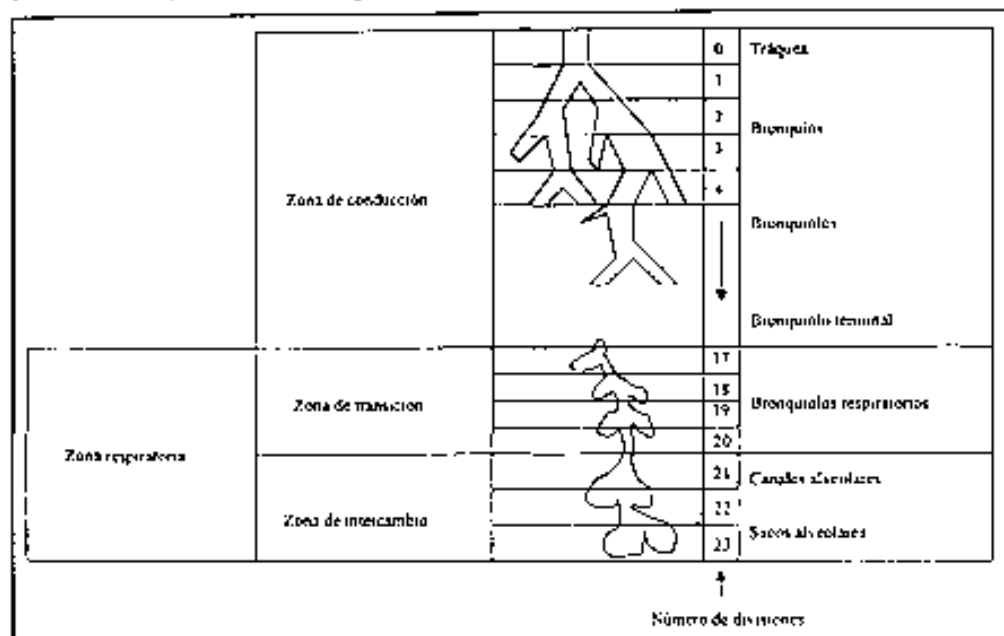 0 Tráquea
1
2 Bronquios
3
4
Zona de conducción
Bronquiolos
Bronquiolo terminal
17
18
Zona de transición
19
Bronquiolos respiratorios
20
Zona respiratoria
21 Canales alveolares
22
Zona de intercambio
Sacos alveolares
23
Número de divisiones